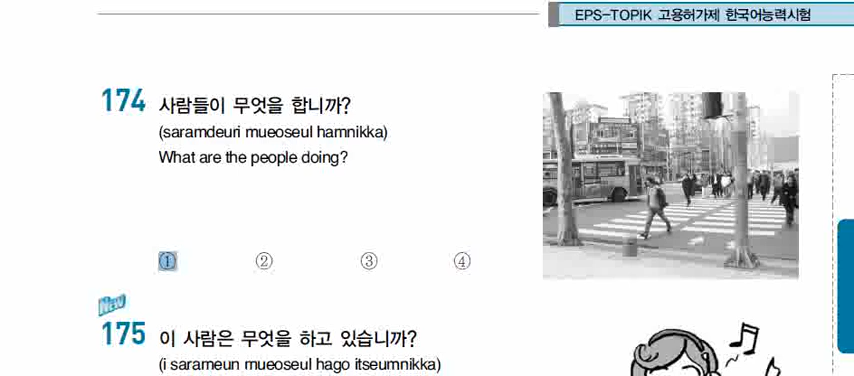 EPS-TOPIK 고용허가제 한국어능력시험
174 사람들이 무엇을 합니까?
(saramdeuri mueoseul hamnikka)
What are the people doing?
① ② ③ ④
New
175 이 사람은 무엇을 하고 있습니까?
(i sarameun mueoseul hago itseumnikka)